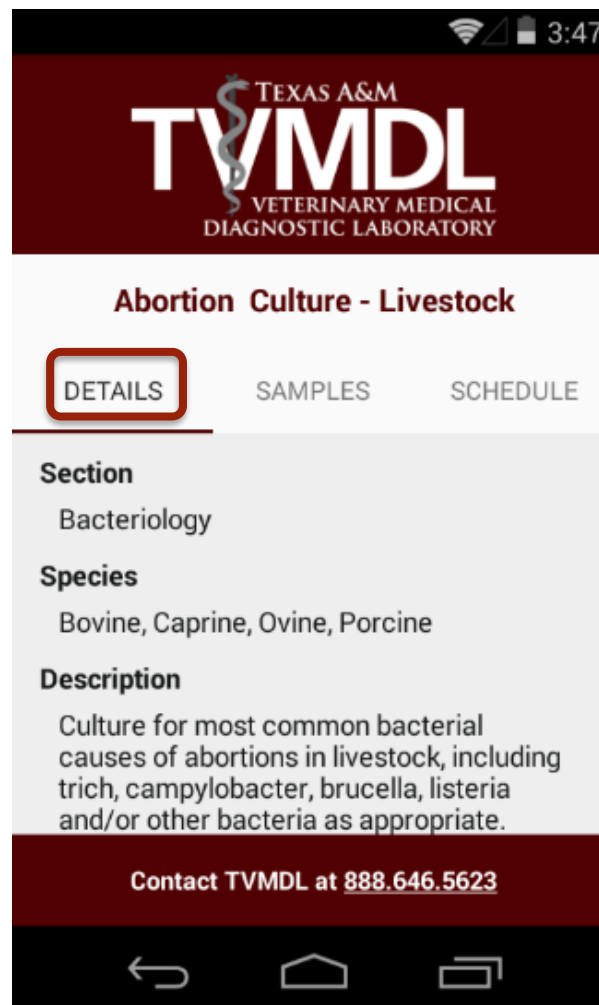 3:47
TEXAS A&M
TVMDL
VETERINARY MEDICAL
DIAGNOSTIC LABORATORY
Abortion  Culture - Livestock
DETAILS SAMPLES SCHEDULE
Section
Bacteriology
Species
Bovine, Caprine, Ovine, Porcine
Description
Culture for most common bacterial
causes of abortions in livestock, including
trich, campylobacter, brucella, listeria
and/or other bacteria as appropriate.
Contact TVMDL at 888.646.5623